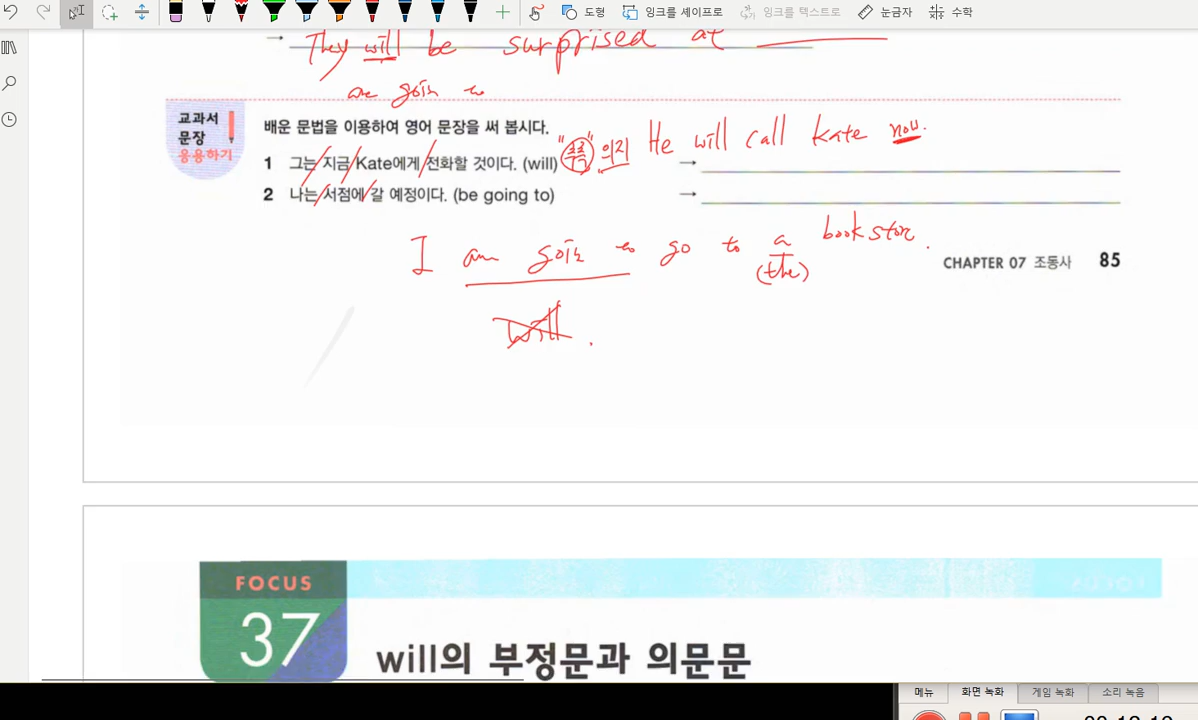 도형 잉크를 셰이프로 잉크를 텍스트로 눈금자 수학
→ They will be surprised at
are goin to
교과서
문장
응용하기
배운 문법을 이용하여 영어 문장을 써 봅시다.
1 그는 지금 Kate에게 전화할 것이다. (will) 의지 → He will call Kate now.
2 나는 서점에 갈 예정이다. (be going to) →
I am goin to go to a bookstore.
(the)
will.
CHAPTER 07 조동사 85
FOCUS
37
will의 부정문과 의문문
메뉴 화면 녹화 게임 녹화 소리 녹음